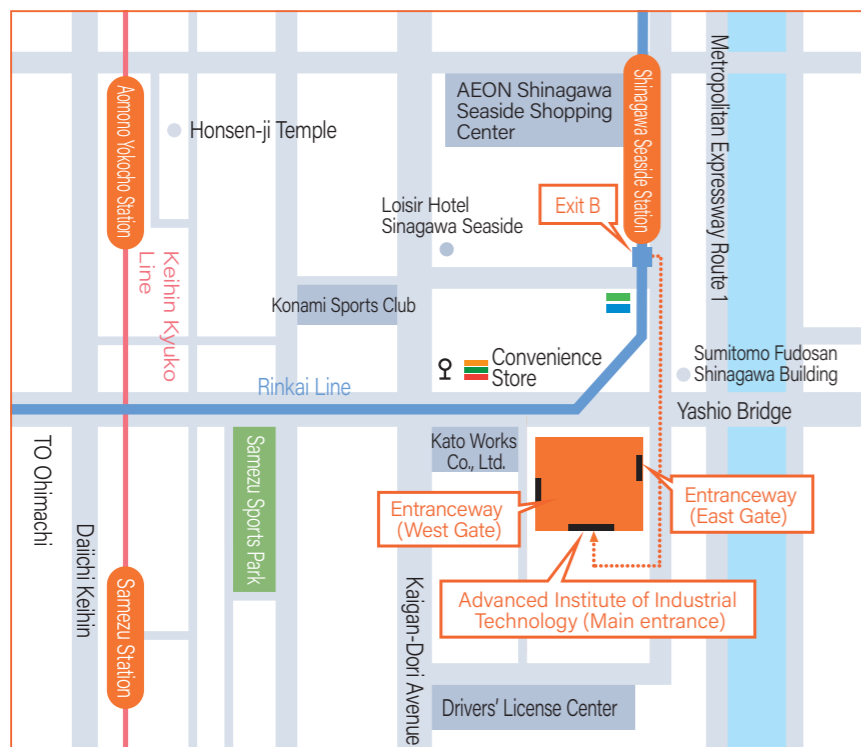 Metropolitan Expressway Route 1
AEON Shinagawa
Seaside Shopping
Center
Shinagawa Seaside Station
Aomono Yokocho Station
Honsen-ji Temple
Loisir Hotel
Sinagawa Seaside
Exit B
Keihin Kyuko
Line
Konami Sports Club
Convenience
Store
Sumitomo Fudosan
Shinagawa Building
Rinkai Line
Yashio Bridge
TO Ohimachi
Daiichi Keihin
Samezu Sports Park
Kato Works
Co., Ltd.
Entranceway
(West Gate)
Entranceway
(East Gate)
Samezu Station
Kaigan-Dori Avenue
Advanced Institute of Industrial
Technology (Main entrance)
Drivers' License Center